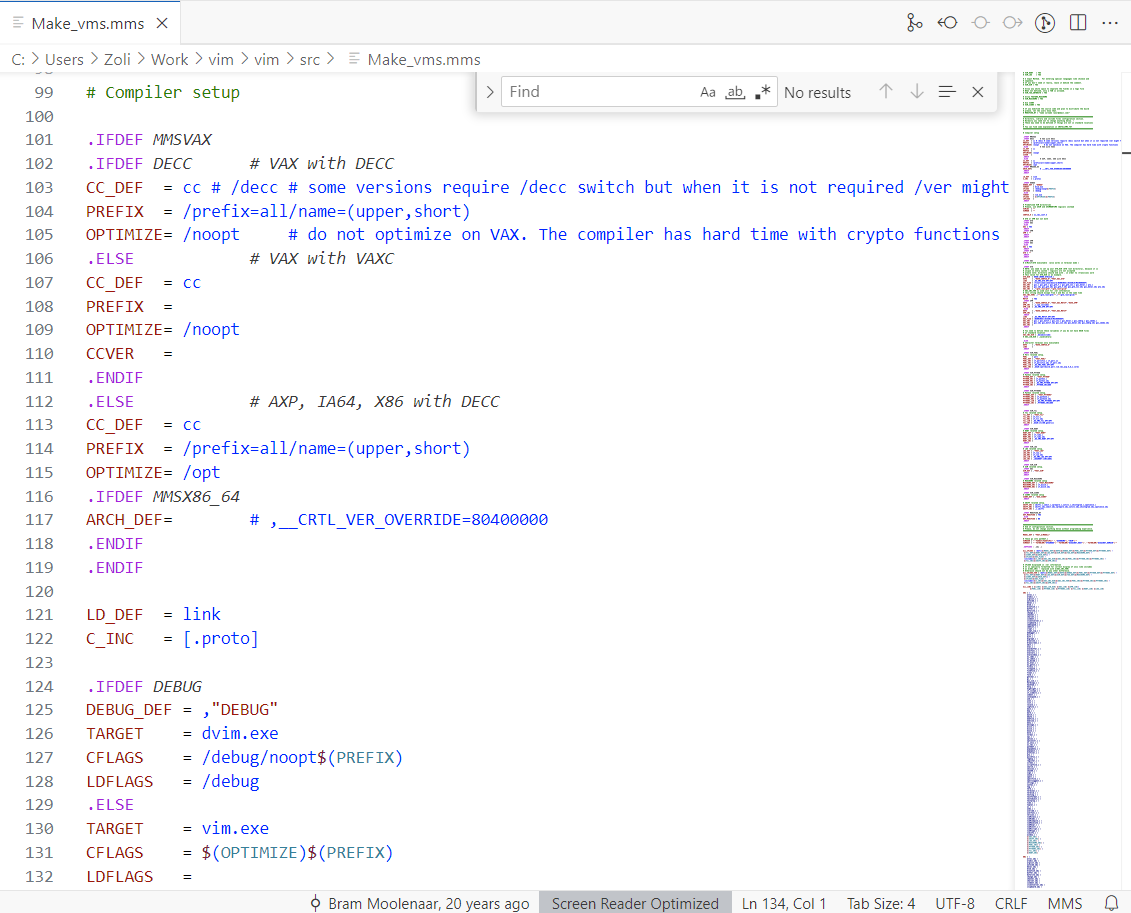 Make_vms.mms
C: > Users > Zoli > Work > vim > vim > src > Make_vms.mms
Find
Aa ab .* No results
99 # Compiler setup
100
101 .IFDEF MMSVAX
102 .IFDEF DECC # VAX with DECC
103 CC_DEF = cc # /decc # some versions require /decc switch but when it is not required /ver might
104 PREFIX = /prefix=all/name=(upper,short)
105 OPTIMIZE= /noopt # do not optimize on VAX. The compiler has hard time with crypto functions
106 .ELSE # VAX with VAXC
107 CC_DEF = cc
108 PREFIX =
109 OPTIMIZE= /noopt
110 CCVER =
111 .ENDIF
112 .ELSE # AXP, IA64, X86 with DECC
113 CC_DEF = cc
114 PREFIX = /prefix=all/name=(upper,short)
115 OPTIMIZE= /opt
116 .IFDEF MMSX86_64
117 ARCH_DEF= # ,__CRTL_VER_OVERRIDE=80400000
118 .ENDIF
119 .ENDIF
120
121 LD_DEF = link
122 C_INC = [.proto]
123
124 .IFDEF DEBUG
125 DEBUG_DEF = ,"DEBUG"
126 TARGET = dvim.exe
127 CFLAGS = /debug/noopt$(PREFIX)
128 LDFLAGS = /debug
129 .ELSE
130 TARGET = vim.exe
131 CFLAGS = $(OPTIMIZE)$(PREFIX)
132 LDFLAGS =
Bram Moolenaar, 20 years ago Screen Reader Optimized Ln 134, Col 1 Tab Size: 4 UTF-8 CRLF MMS